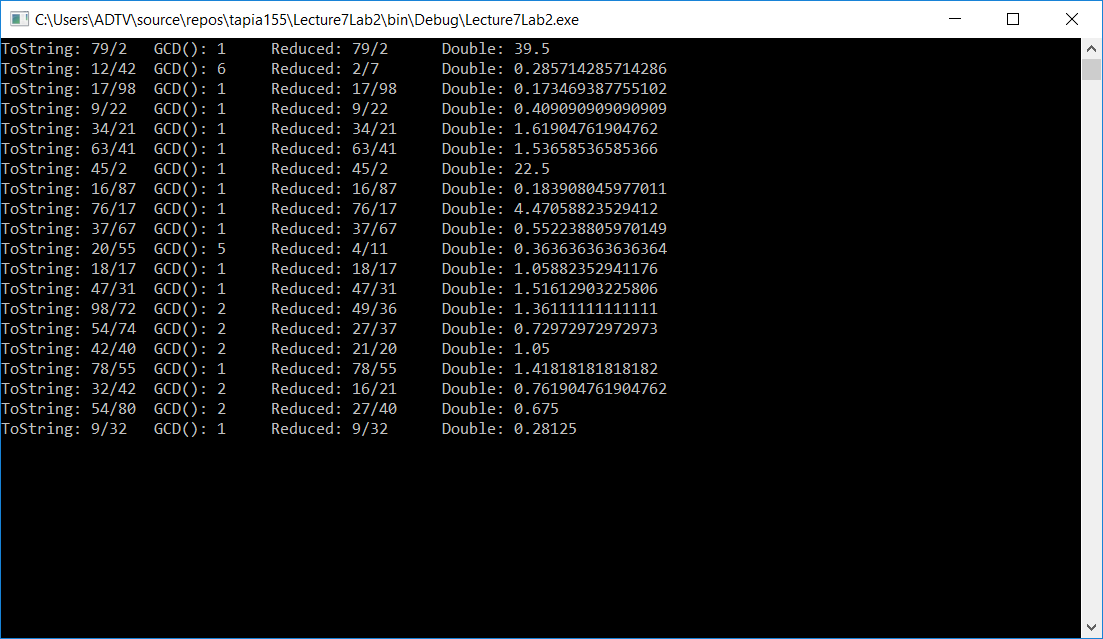 C:\Users\ADTV\source\repos\tapia155\Lecture7Lab2\bin\Debug\Lecture7Lab2.exe
ToString: 79/2 GCD(): 1 Reduced: 79/2 Double: 39.5
ToString: 12/42 GCD(): 6 Reduced: 2/7 Double: 0.285714285714286
ToString: 17/98 GCD(): 1 Reduced: 17/98 Double: 0.173469387755102
ToString: 9/22 GCD(): 1 Reduced: 9/22 Double: 0.409090909090909
ToString: 34/21 GCD(): 1 Reduced: 34/21 Double: 1.61904761904762
ToString: 63/41 GCD(): 1 Reduced: 63/41 Double: 1.53658536585366
ToString: 45/2 GCD(): 1 Reduced: 45/2 Double: 22.5
ToString: 16/87 GCD(): 1 Reduced: 16/87 Double: 0.183908045977011
ToString: 76/17 GCD(): 1 Reduced: 76/17 Double: 4.47058823529412
ToString: 37/67 GCD(): 1 Reduced: 37/67 Double: 0.552238805970149
ToString: 20/55 GCD(): 5 Reduced: 4/11 Double: 0.363636363636364
ToString: 18/17 GCD(): 1 Reduced: 18/17 Double: 1.05882352941176
ToString: 47/31 GCD(): 1 Reduced: 47/31 Double: 1.51612903225806
ToString: 98/72 GCD(): 2 Reduced: 49/36 Double: 1.36111111111111
ToString: 54/74 GCD(): 2 Reduced: 27/37 Double: 0.72972972972973
ToString: 42/40 GCD(): 2 Reduced: 21/20 Double: 1.05
ToString: 78/55 GCD(): 1 Reduced: 78/55 Double: 1.41818181818182
ToString: 32/42 GCD(): 2 Reduced: 16/21 Double: 0.761904761904762
ToString: 54/80 GCD(): 2 Reduced: 27/40 Double: 0.675
ToString: 9/32 GCD(): 1 Reduced: 9/32 Double: 0.28125